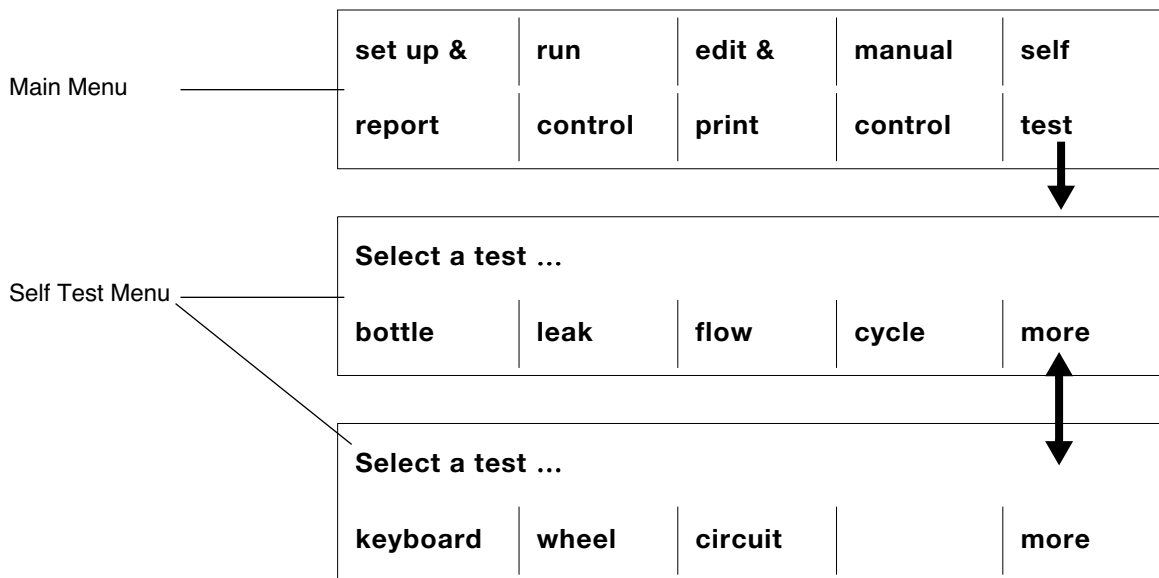 Main Menu
set up & run edit & manual self
report control print control test
Self Test Menu
Select a test ...
bottle leak flow cycle more
Select a test ...
keyboard wheel circuit more